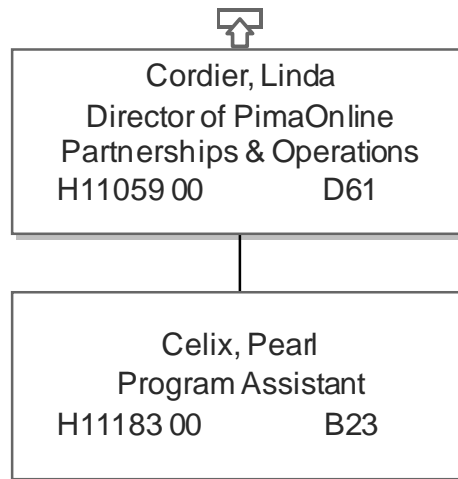 Cordier, Linda
Director of PimaOnline
Partnerships & Operations
H11059 00 D61
Celix, Pearl
Program Assistant
H11183 00 B23